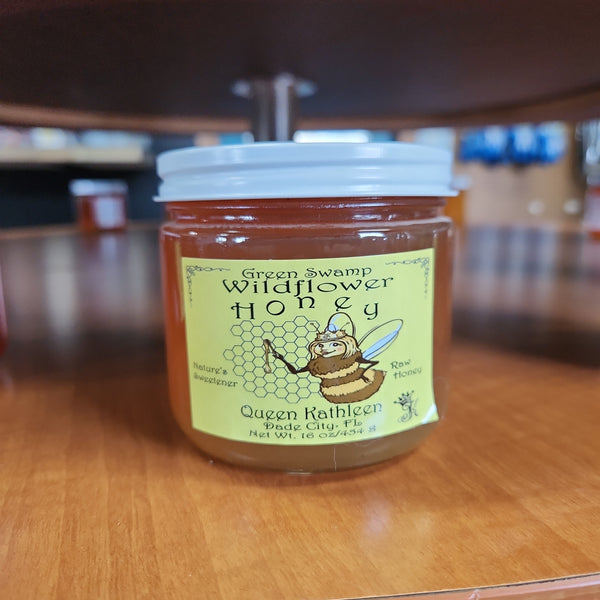 Green Swamp
Wildflower
Honey
Nature's
Sweetener
Raw
Honey
Queen Kathleen
Dade City, FL
Net Wt. 16 oz/454 g